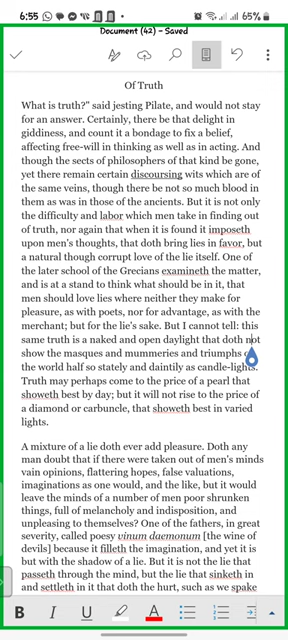 6:55
65%
Document (42) – Saved
Of Truth
What is truth?" said jesting Pilate, and would not stay
for an answer. Certainly, there be that delight in
giddiness, and count it a bondage to fix a belief,
affecting free-will in thinking as well as in acting. And
though the sects of philosophers of that kind be gone,
yet there remain certain discoursing wits which are of
the same veins, though there be not so much blood in
them as was in those of the ancients. But it is not only
the difficulty and labor which men take in finding out
of truth, nor again that when it is found it imposeth
upon men's thoughts, that doth bring lies in favor, but
a natural though corrupt love of the lie itself. One of
the later school of the Grecians examineth the matter,
and is at a stand to think what should be in it, that
men should love lies where neither they make for
pleasure, as with poets, nor for advantage, as with the
merchant; but for the lie's sake. But I cannot tell: this
same truth is a naked and open daylight that doth not
show the masques and mummeries and triumphs
the world half so stately and daintily as candle-lights.
Truth may perhaps come to the price of a pearl that
showeth best by day; but it will not rise to the price of
a diamond or carbuncle, that showeth best in varied
lights.
A mixture of a lie doth ever add pleasure. Doth any
man doubt that if there were taken out of men's minds
vain opinions, flattering hopes, false valuations,
imaginations as one would, and the like, but it would
leave the minds of a number of men poor shrunken
things, full of melancholy and indisposition, and
unpleasing to themselves? One of the fathers, in great
severity, called poesy vinum daemonum [the wine of
devils] because it filleth the imagination, and yet it is
but with the shadow of a lie. But it is not the lie that
passeth through the mind, but the lie that sinketh in
and settleth in it that doth the hurt, such as we spake
B I U A